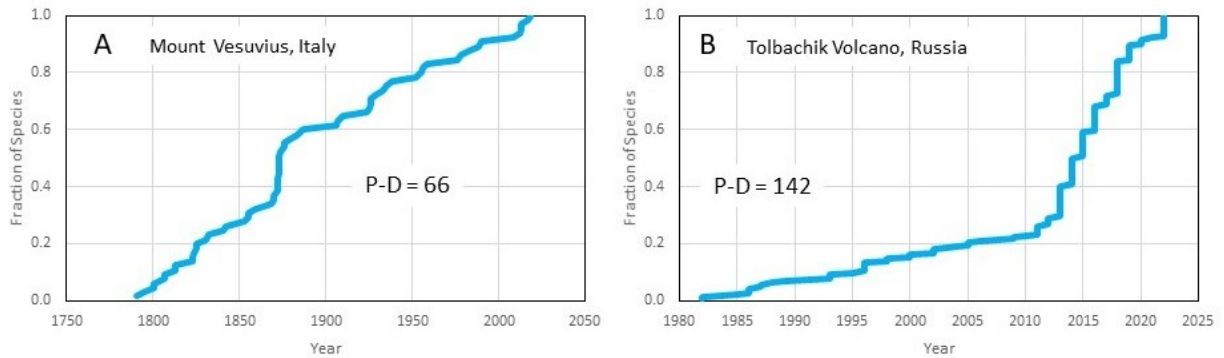 A Mount Vesuvius, Italy
P-D = 66
Fraction of Species
1.0
0.8
0.6
0.4
0.2
0.0
1750 1800 1850 1900 1950 2000 2050
Year
B Tolbachik Volcano, Russia
P-D = 142
Fraction of Species
1.0
0.8
0.6
0.4
0.2
0.0
1980 1985 1990 1995 2000 2005 2010 2015 2020 2025
Year